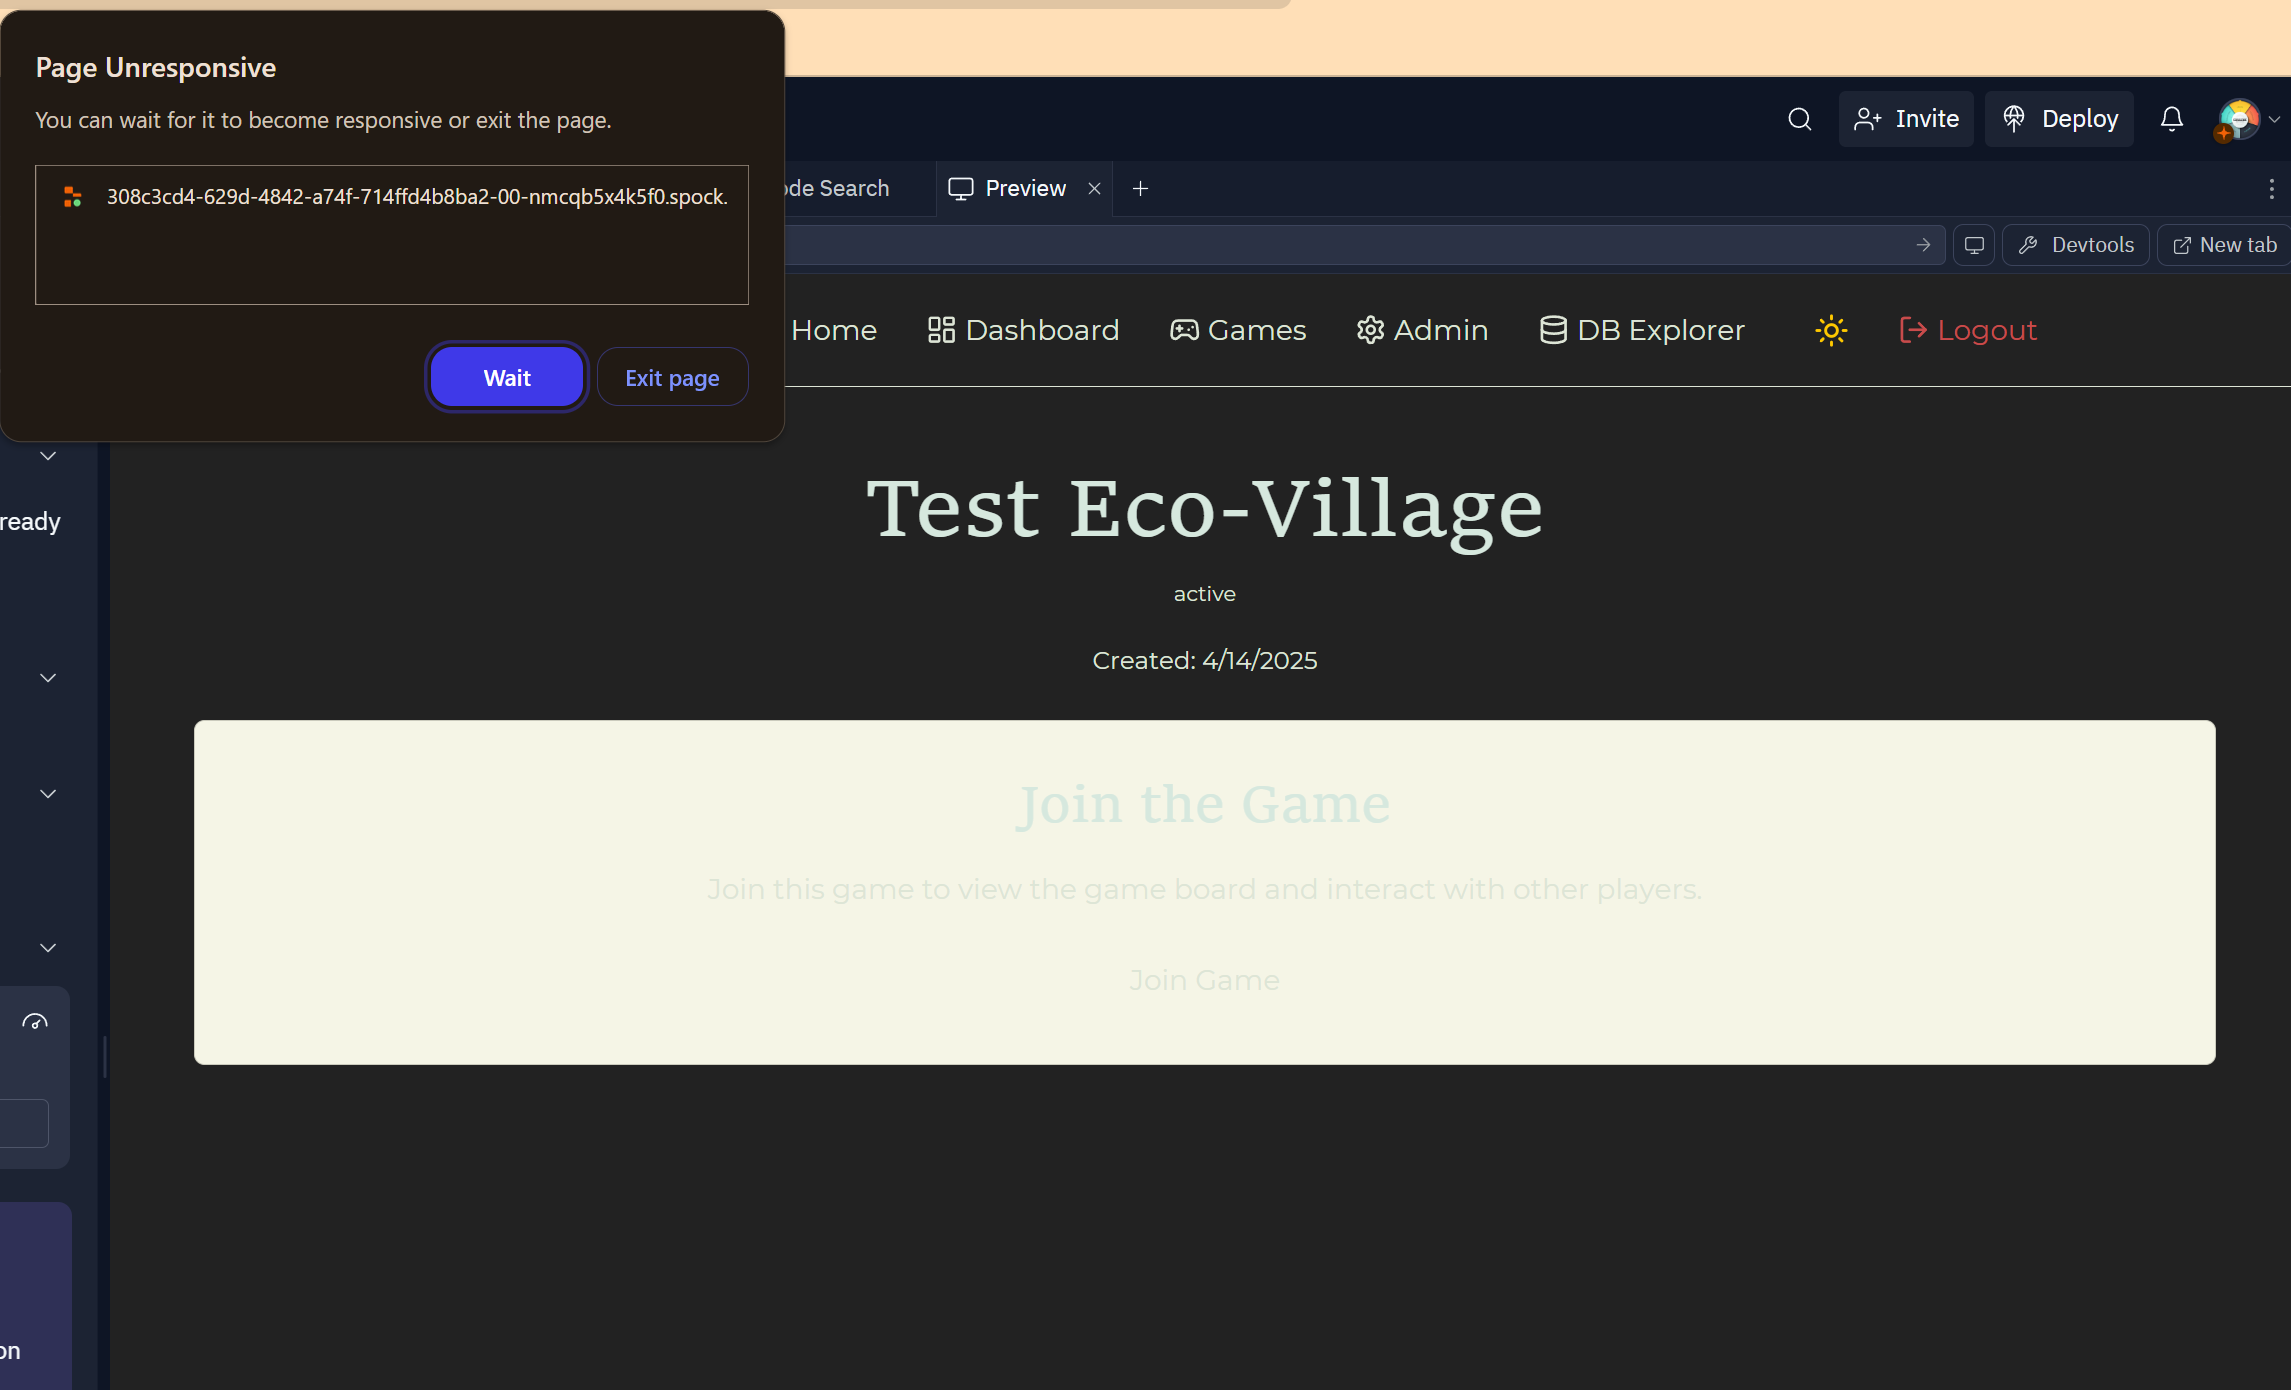 Page Unresponsive
You can wait for it to become responsive or exit the page.
308c3cd4-629d-4842-a74f-714ffd4b8ba2-00-nmcqb5x4k5f0.spock.
Wait
Exit page
Invite
Deploy
ode Search
Preview
Devtools
New tab
Home
Dashboard
Games
Admin
DB Explorer
Logout
ready
Test Eco-Village
active
Created: 4/14/2025
Join the Game
Join this game to view the game board and interact with other players.
Join Game
on